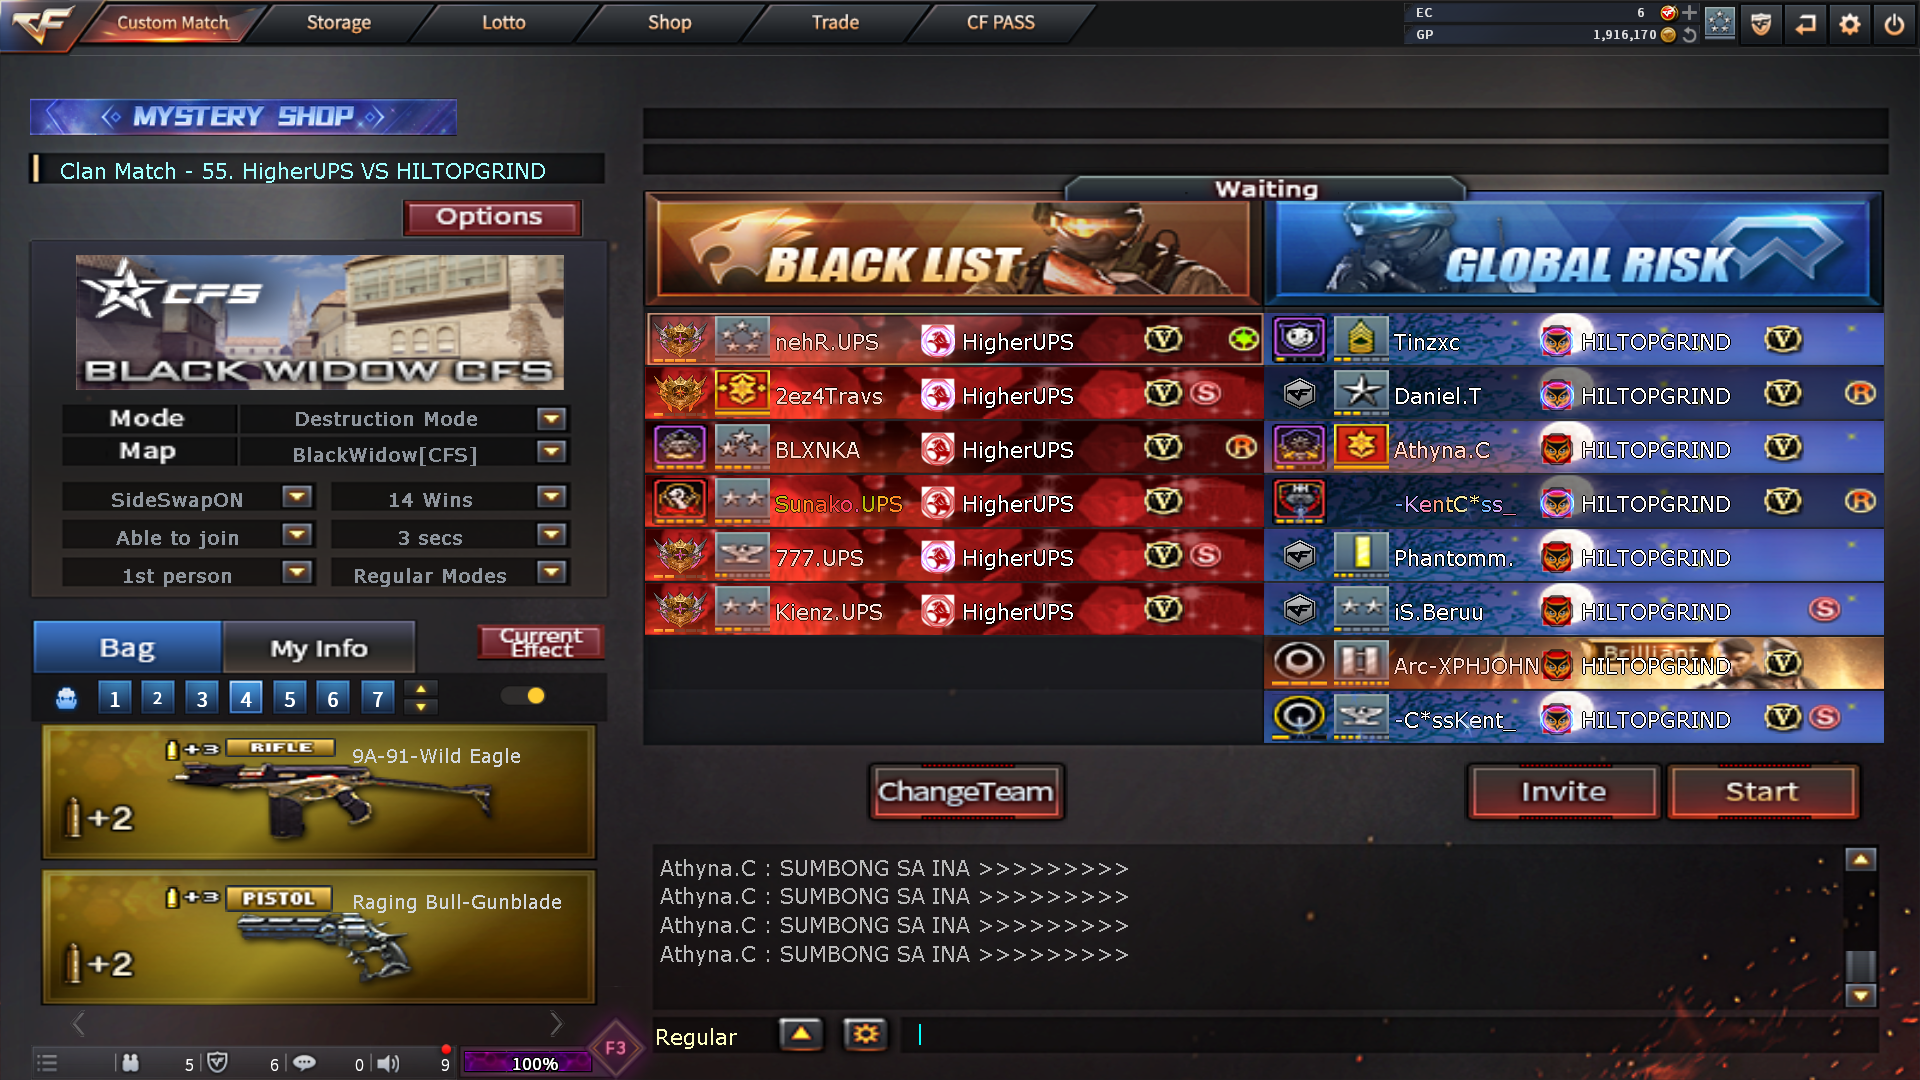 CF
Custom Match
Storage
Lotto
Shop
Trade
CF PASS
EC 6
GP 1,916,170
MYSTERY SHOP
Clan Match - 55. HigherUPS VS HILTOPGRIND
Options
CFS
BLACK WIDOW CFS
Mode Destruction Mode
Map BlackWidow[CFS]
SideSwapON 14 Wins
Able to join 3 secs
1st person Regular Modes
Bag
My Info
Current
Effect
1 2 3 4 5 6 7
+3 RIFLE 9A-91-Wild Eagle
+2
+3 PISTOL Raging Bull-Gunblade
+2
5 6 0 9 100% F3
Waiting
BLACK LIST
GLOBAL RISK
nehR.UPS HigherUPS V
2ez4Travs HigherUPS V S
BLXNKA HigherUPS V R
Sunako.UPS HigherUPS V
777.UPS HigherUPS V S
Kienz.UPS HigherUPS V
Tinzxc HILTOPGRIND V
Daniel.T HILTOPGRIND V R
Athyna.C HILTOPGRIND V
-KentC*ss_ HILTOPGRIND V R
Phantomm. HILTOPGRIND
iS.Beruu HILTOPGRIND S
Brilliant
Arc-XPHJOHN HILTOPGRIND V
-C*ssKent_ HILTOPGRIND V S
ChangeTeam
Invite
Start
Athyna.C : SUMBONG SA INA >>>>>>>>>
Athyna.C : SUMBONG SA INA >>>>>>>>>
Athyna.C : SUMBONG SA INA >>>>>>>>>
Athyna.C : SUMBONG SA INA >>>>>>>>>
Regular